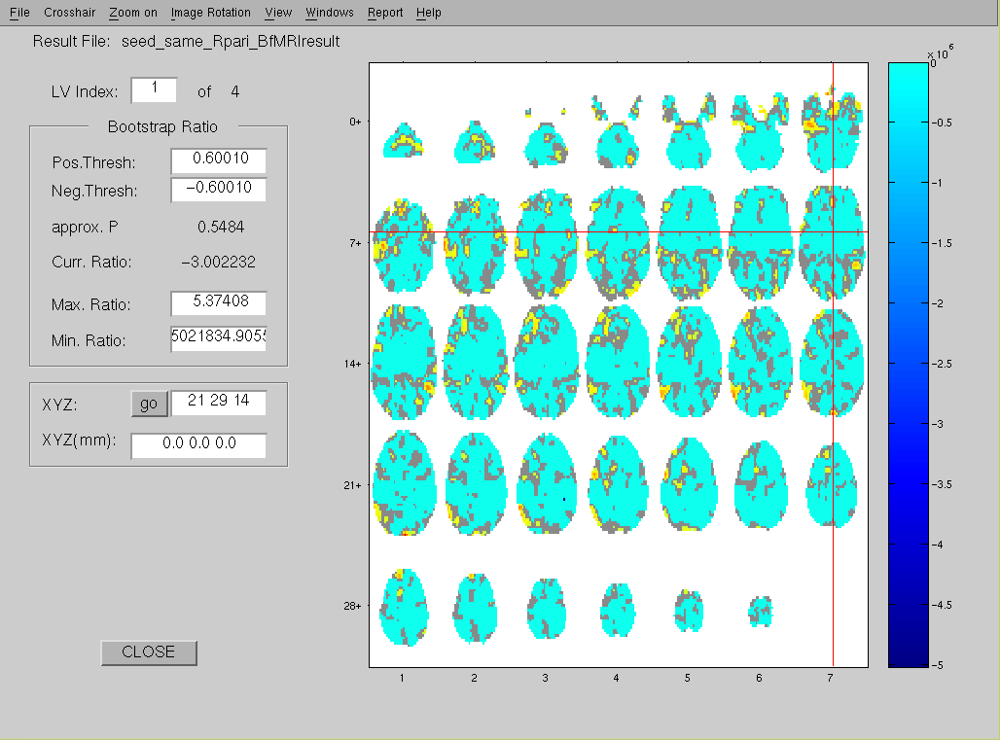 File Crosshair Zoom on Image Rotation View Windows Report Help
Result File: seed_same_Rpari_BfMRIresult
LV Index: 1 of 4
Bootstrap Ratio
Pos.Thresh: 0.60010
Neg.Thresh: −0.60010
approx. P 0.5484
Curr. Ratio: −3.002232
Max. Ratio: 5.37408
Min. Ratio: 5021834.9055
XYZ: go 21 29 14
XYZ(mm): 0.0 0.0 0.0
CLOSE
0+
7+
14+
21+
28+
1 2 3 4 5 6 7
x 10^6
0
−0.5
−1
−1.5
−2
−2.5
−3
−3.5
−4
−4.5
−5